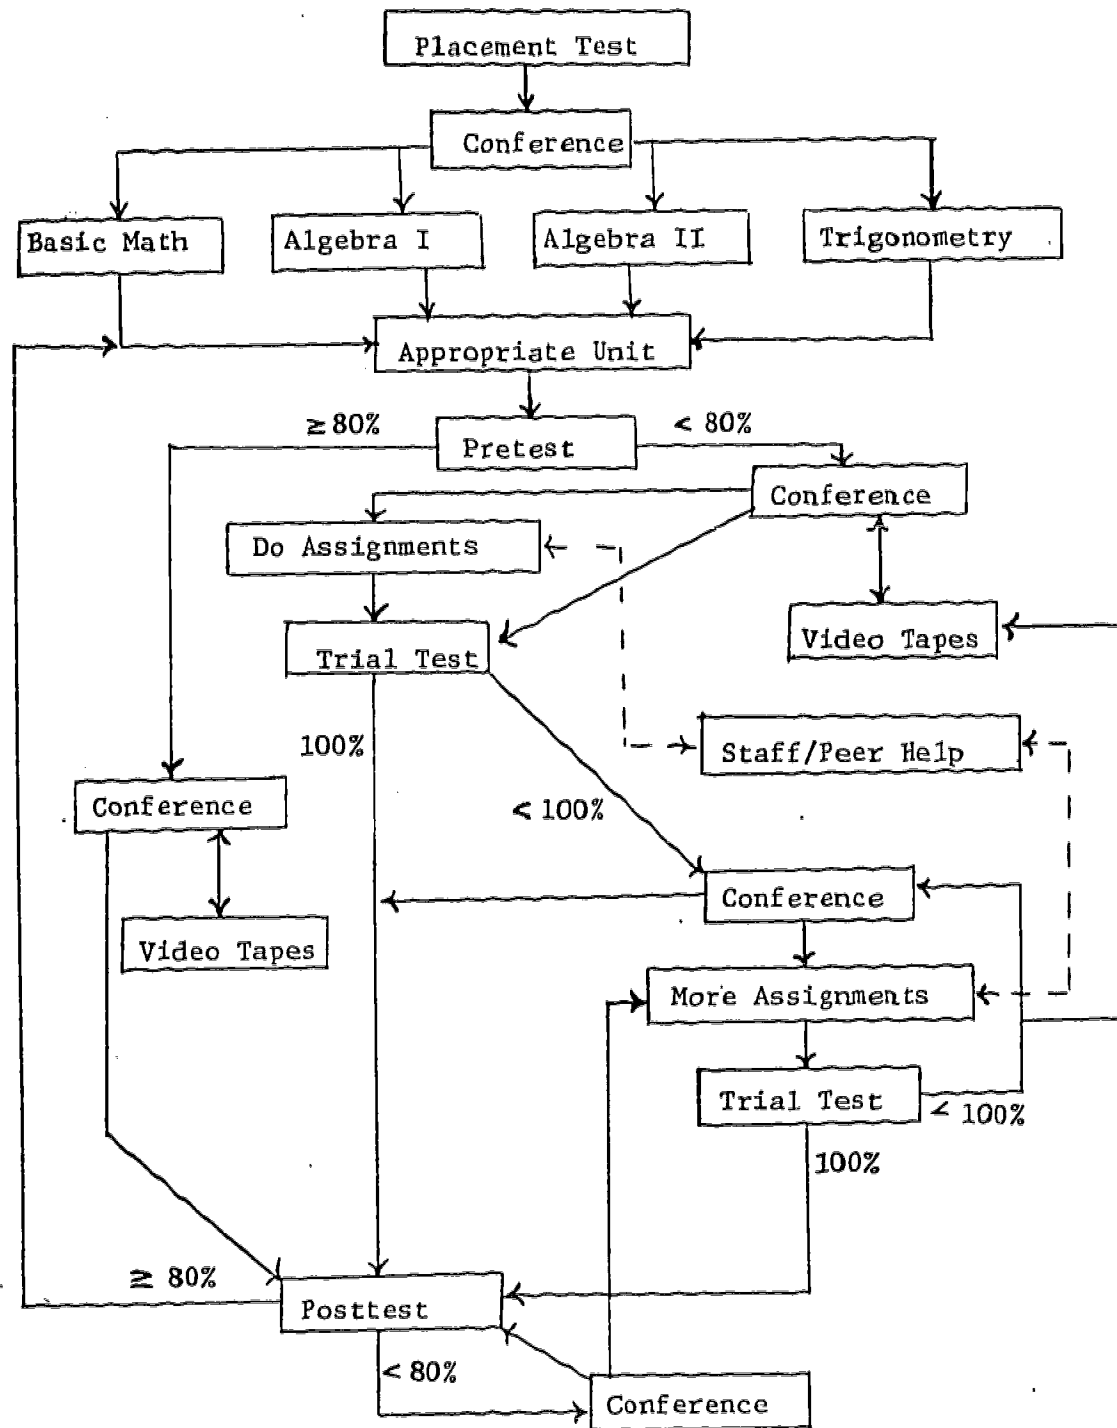 Placement Test
Conference
Basic Math
Algebra I
Algebra II
Trigonometry
Appropriate Unit
≥ 80%
Pretest
< 80%
Conference
Do Assignments
Trial Test
Video Tapes
100%
Staff/Peer Help
Conference
< 100%
Conference
Video Tapes
More Assignments
Trial Test
< 100%
100%
≥ 80%
Posttest
< 80%
Conference